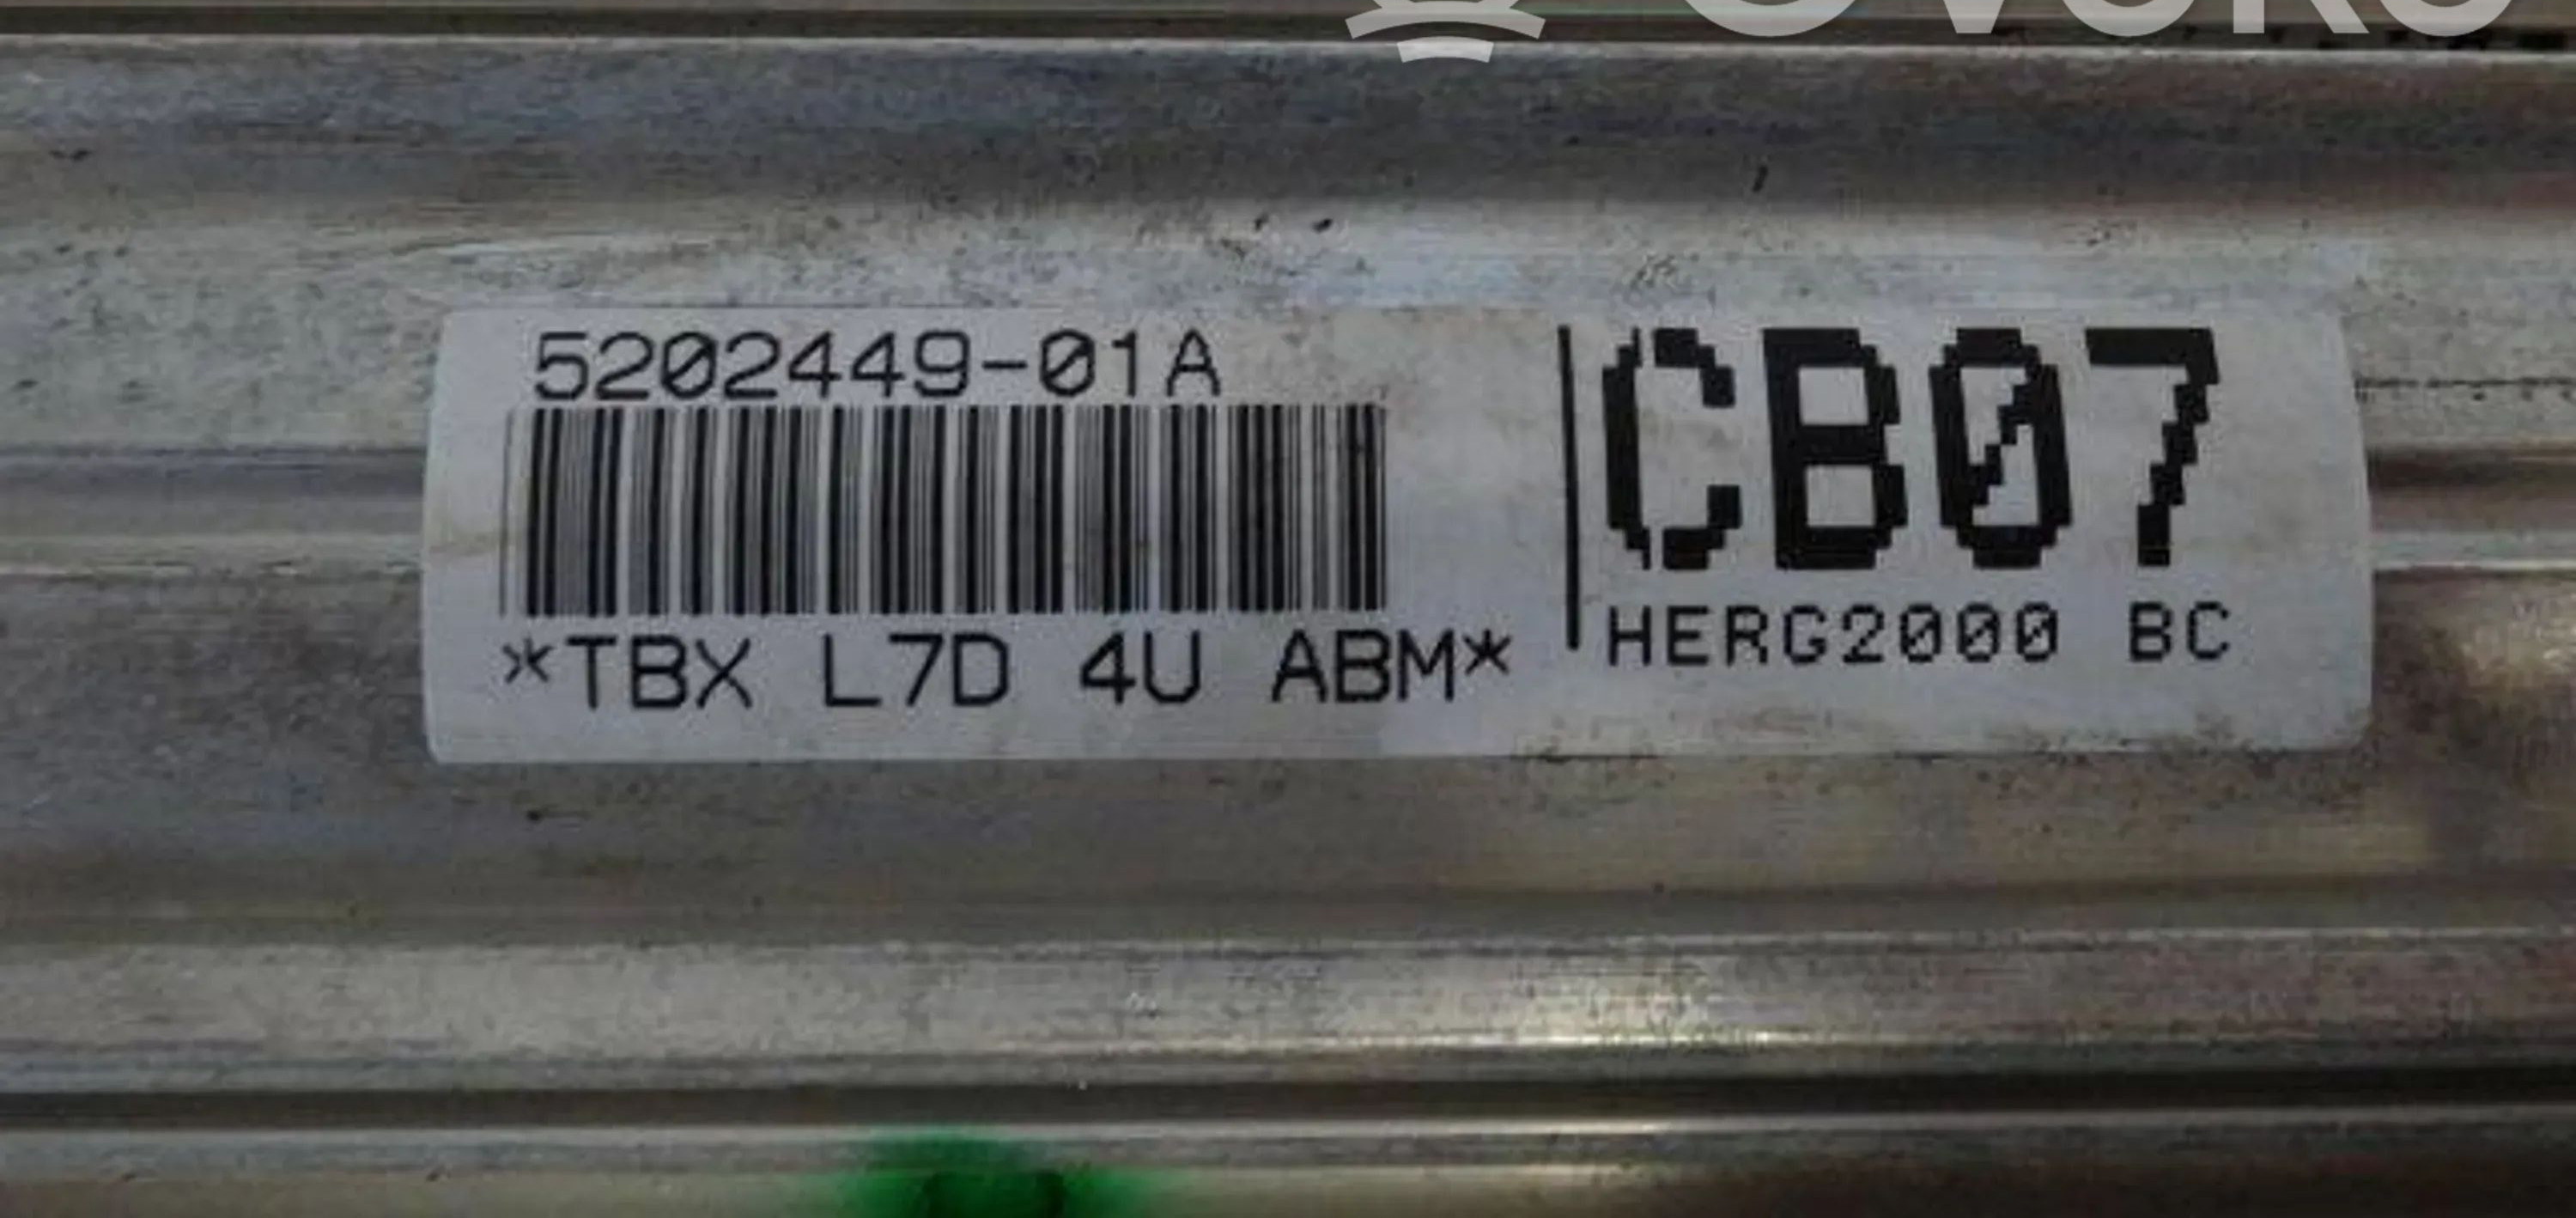 5202449-01A
*TBX L7D 4U ABM*
CB07
HERG2000 BC